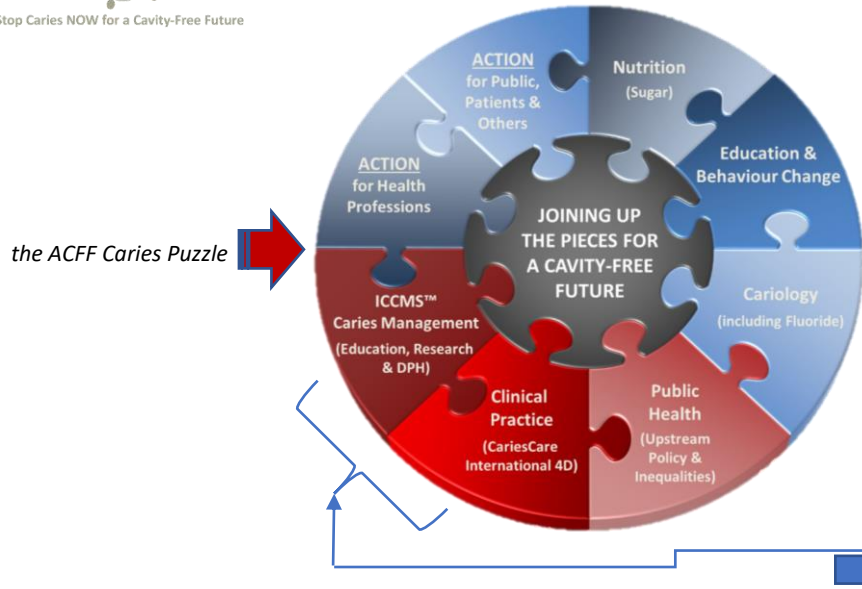 Stop Caries NOW for a Cavity-Free Future
ACTION
for Public,
Patients &
Others
Nutrition
(Sugar)
Education &
Behaviour Change
ACTION
for Health
Professions
JOINING UP
THE PIECES FOR
A CAVITY-FREE
FUTURE
the ACFF Caries Puzzle
Cariology
(including Fluoride)
ICCMS™
Caries Management
(Education, Research
& DPH)
Clinical
Practice
(CariesCare
International 4D)
Public
Health
(Upstream
Policy &
Inequalities)